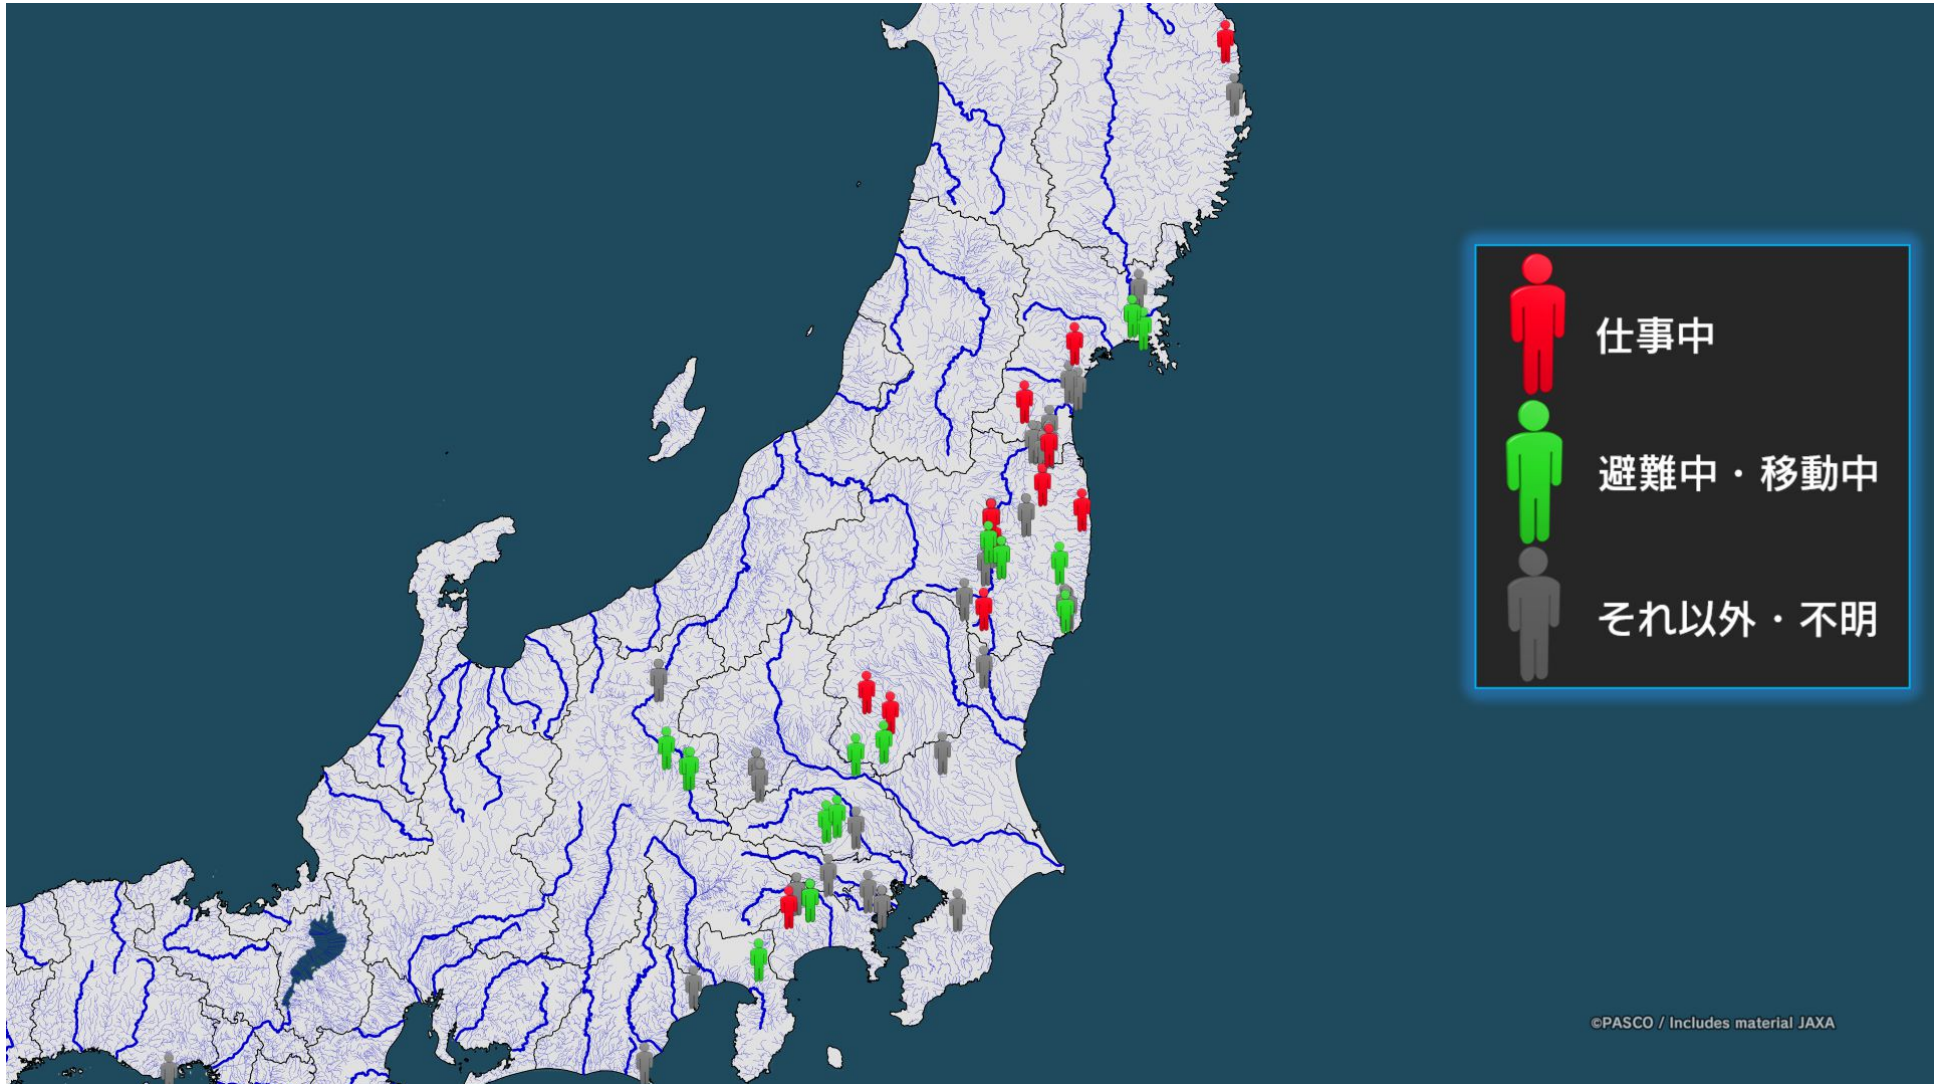 仕事中
避難中・移動中
それ以外・不明
©PASCO / Includes material JAXA